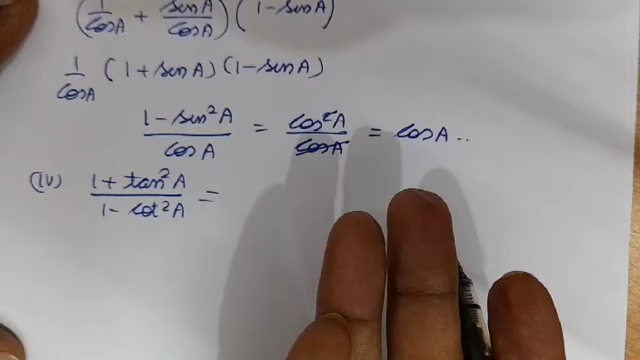 (1/cosA + sinA/cosA) (1-sinA)
1/cosA (1+sinA) (1-sinA)
1-sin²A/cosA = cos²A/cosA = cosA..
(iv) 1+tan²A/1-cot²A =